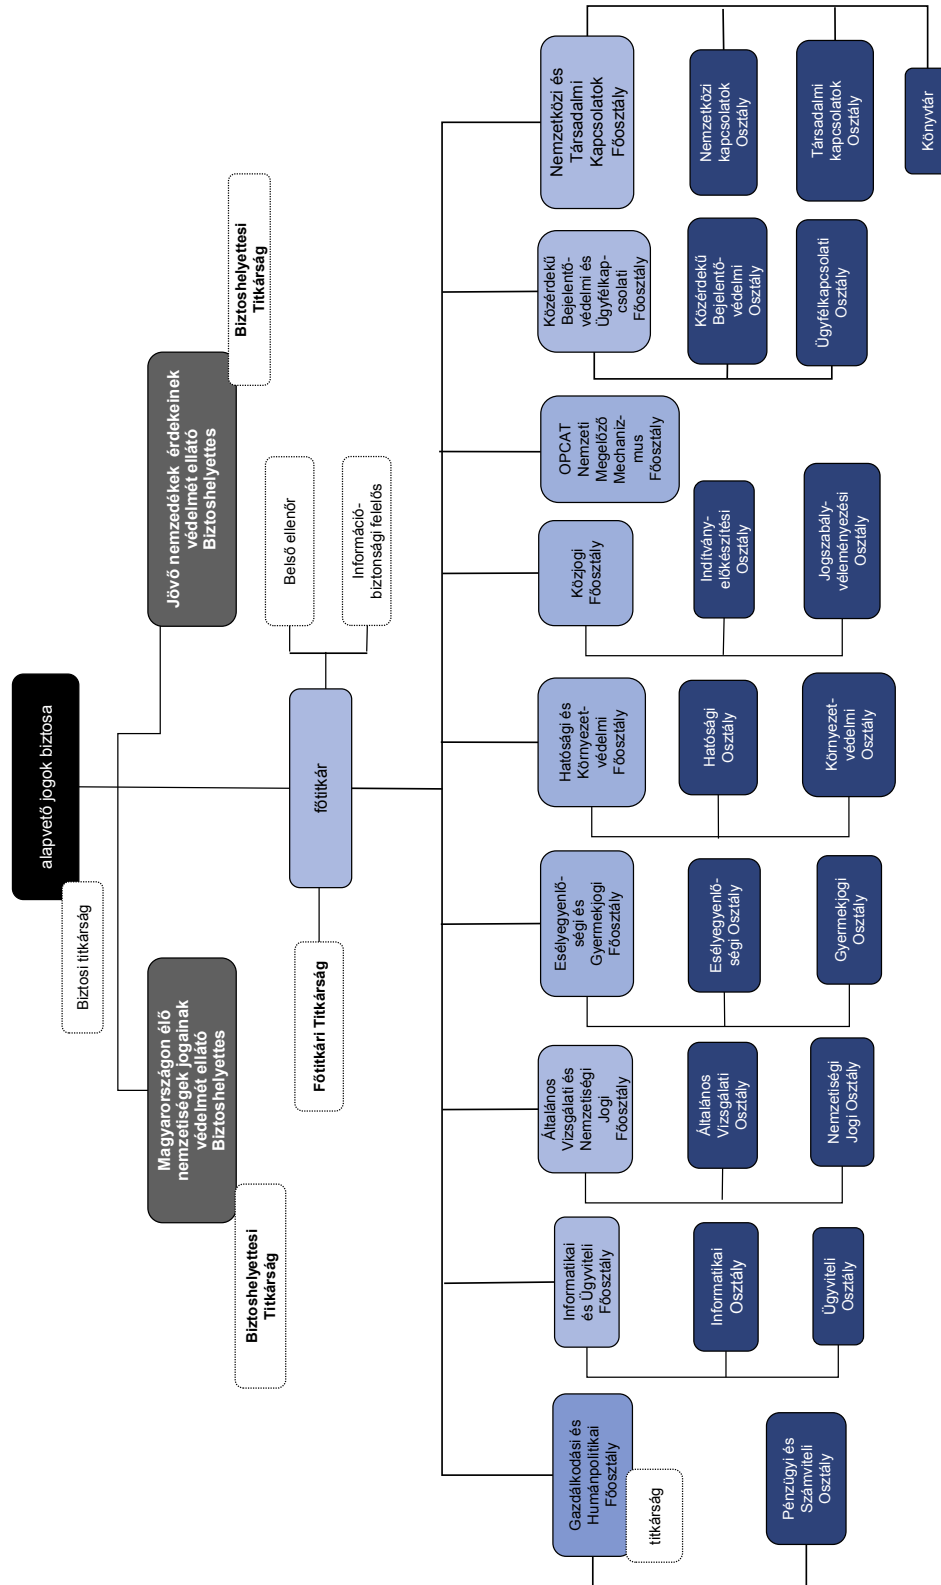 alapvető jogok biztosa
Biztosi titkárság
Magyarországon élő
nemzetiségek jogainak
védelmét ellátó
Biztoshelyettes
Biztoshelyettesi
Titkárság
Jövő nemzedékek érdekeinek
védelmét ellátó
Biztoshelyettes
Biztoshelyettesi
Titkárság
főtitkár
Főtitkári Titkárság
Belső ellenőr
Információ-
biztonsági felelős
Gazdálkodási és
Humánpolitikai
Főosztály
titkárság
Informatikai
és Ügyviteli
Főosztály
Általános
Vizsgálati és
Nemzetiségi
Jogi
Főosztály
Esélyegyenlő-
ségi és
Gyermekjogi
Főosztály
Hatósági és
Környezet-
védelmi
Főosztály
Közjogi
Főosztály
OPCAT
Nemzeti
Megelőző
Mechaniz-
mus
Főosztály
Közérdekű
Bejelentő-
védelmi és
Ügyfélkap-
csolati
Főosztály
Nemzetközi és
Társadalmi
Kapcsolatok
Főosztály
Pénzügyi és
Számviteli
Osztály
Informatikai
Osztály
Ügyviteli
Osztály
Általános
Vizsgálati
Osztály
Nemzetiségi
Jogi Osztály
Esélyegyenlő-
ségi Osztály
Gyermekjogi
Osztály
Hatósági
Osztály
Környezet-
védelmi
Osztály
Indítvány-
előkészítési
Osztály
Jogszabály-
véleményezési
Osztály
Közérdekű
Bejelentő-
védelmi
Osztály
Ügyfélkapcsolati
Osztály
Nemzetközi
kapcsolatok
Osztály
Társadalmi
kapcsolatok
Osztály
Könyvtár